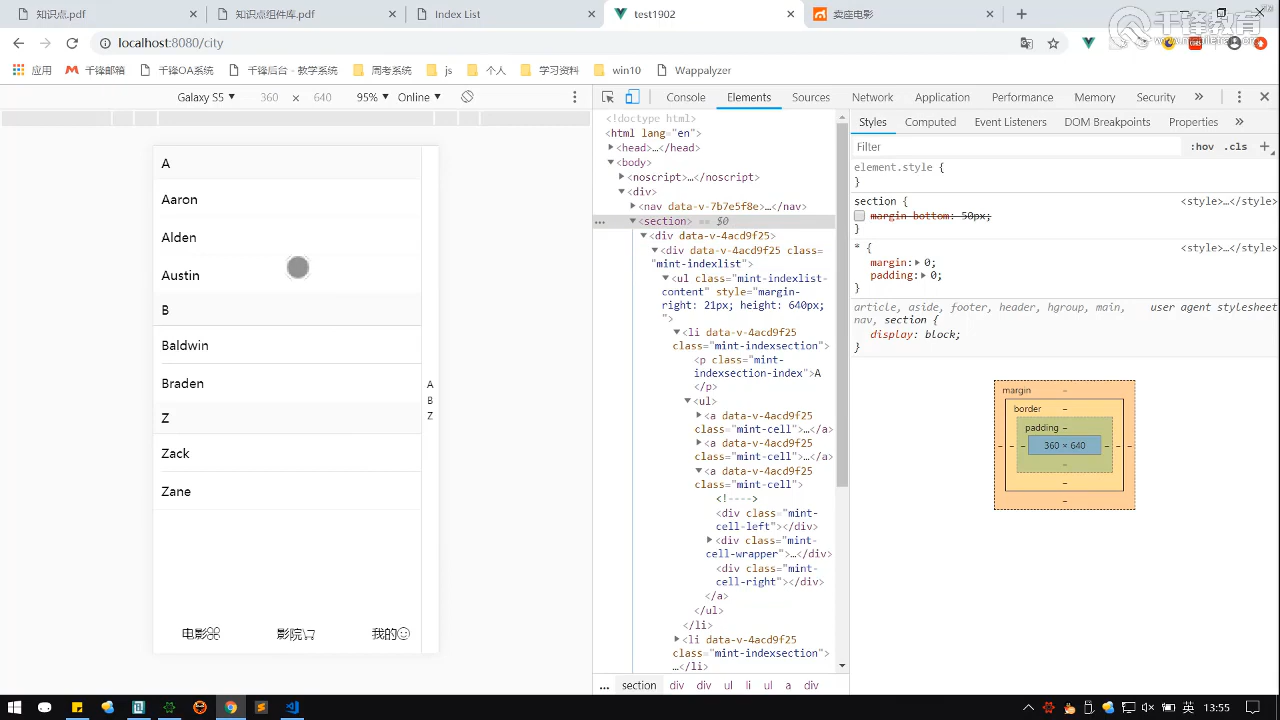 知识点.pdf
知识点组件库.pdf
Index List
test1902
卖座电影
千锋教育
localhost:8080/city
应用
千锋邮箱
千锋OA系统
千锋后台 - 教学系统
周考系统
js
个人
学习资料
win10
Wappalyzer
Galaxy S5 ▼ 360 × 640 95% ▼ Online ▼
Console Elements Sources Network Application Performance Memory Security »
A
Aaron
Alden
Austin
B
Baldwin
Braden
Z
Zack
Zane
A
B
Z
电影
影院
我的
<!doctype html>
<html lang="en">
<head>…</head>
<body>
<noscript>…</noscript>
<div>
<nav data-v-7b7e5f8e>…</nav>
… <section> == $0
<div data-v-4acd9f25>
<div data-v-4acd9f25 class=
"mint-indexlist">
<ul class="mint-indexlist-
content" style="margin-
right: 21px; height: 640px;
">
<li data-v-4acd9f25
class="mint-indexsection">
<p class="mint-
indexsection-index">A
</p>
<ul>
<a data-v-4acd9f25
class="mint-cell">…</a>
<a data-v-4acd9f25
class="mint-cell">…</a>
<a data-v-4acd9f25
class="mint-cell">
<!---->
<div class="mint-
cell-left"></div>
<div class="mint-
cell-wrapper">…</div>
<div class="mint-
cell-right"></div>
</a>
</ul>
</li>
<li data-v-4acd9f25
class="mint-indexsection">
…</li>
… section div div ul li ul a div
Styles Computed Event Listeners DOM Breakpoints Properties »
Filter :hov .cls +
element.style {
}
section { <style>…</style>
margin-bottom: 50px;
}
* { <style>…</style>
margin: 0;
padding: 0;
}
article, aside, footer, header, hgroup, main, user agent stylesheet
nav, section {
display: block;
}
margin –
border –
padding –
360 × 640
英 13:55